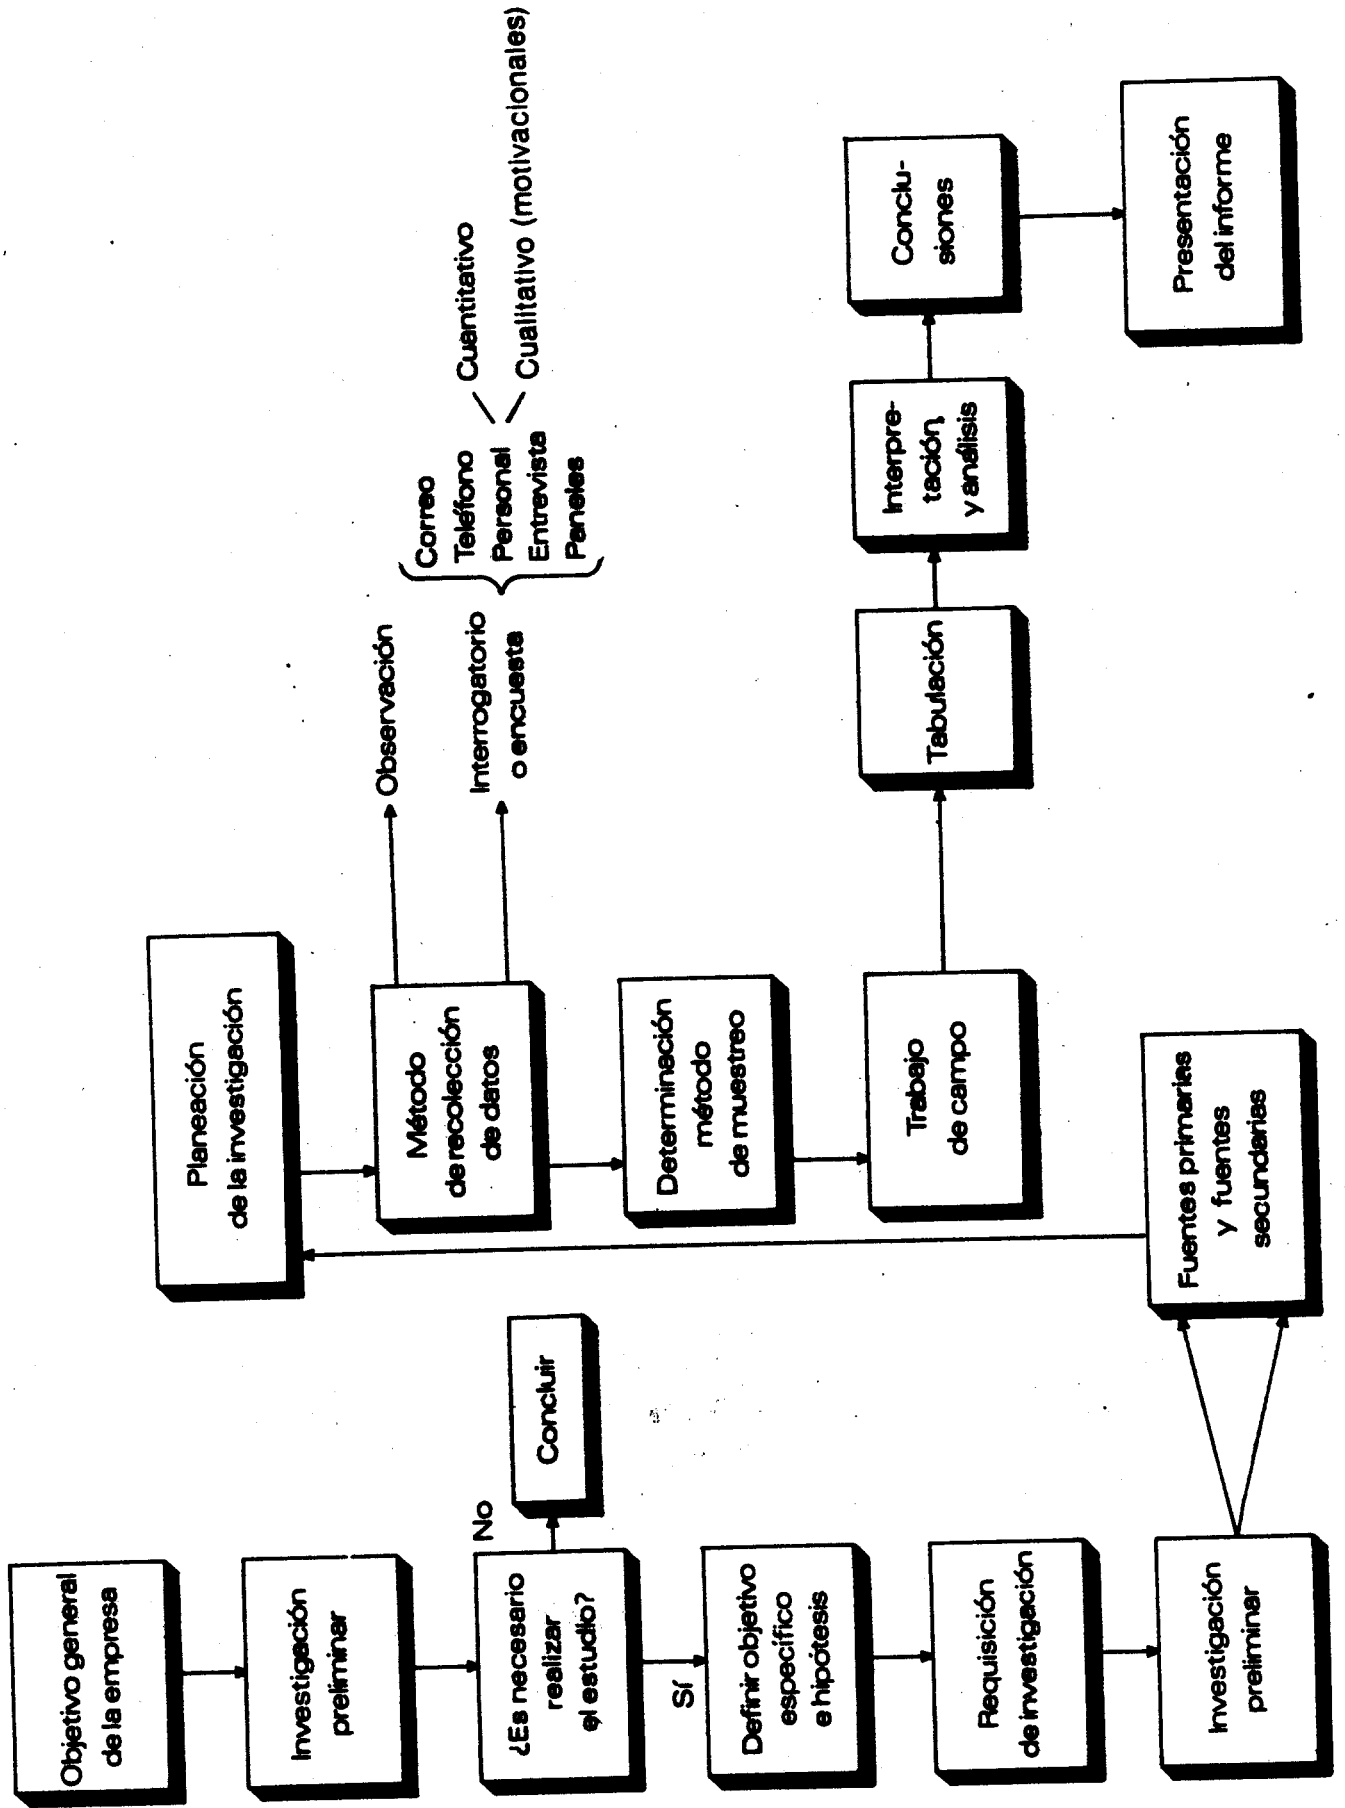 Objetivo general
de la empresa
Investigación
preliminar
¿Es necesario
realizar
el estudio?
No
Concluir
Sí
Definir objetivo
específico
e hipótesis
Requisición
de investigación
Investigación
preliminar
Fuentes primarias
y fuentes
secundarias
Planeación
de la investigación
Método
de recolección
de datos
Observación
Interrogatorio
o encuesta
Correo
Teléfono
Personal
Entrevista
Paneles
Cuantitativo
Cualitativo (motivacionales)
Determinación
método
de muestreo
Trabajo
de campo
Tabulación
Interpre-
tación,
y análisis
Conclu-
siones
Presentación
del informe